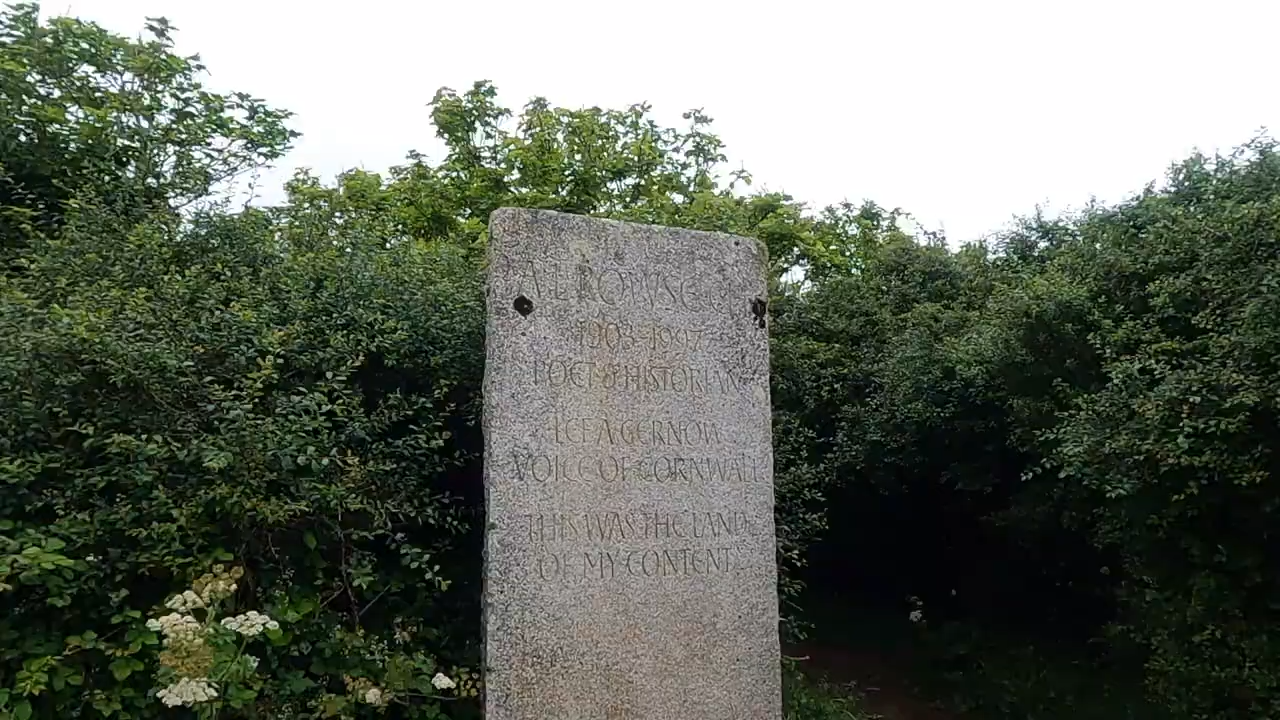 A L ROWSE
1903-1997
POET & HISTORIAN
LEF A GERNOW
VOICE OF CORNWALL
THIS WAS THE LAND
OF MY CONTENT